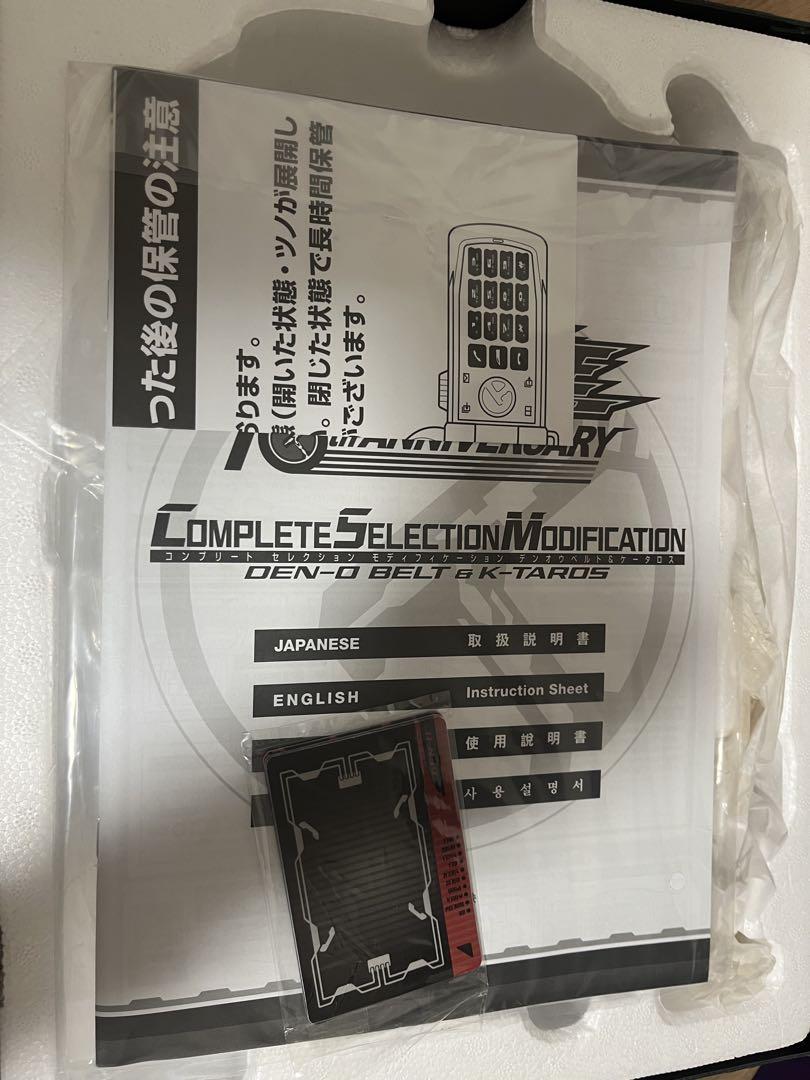 った後の保管の注意
ります。
(開いた状態・ツノが展開し
。閉じた状態で長時間保管
ございます。
10th ANNIVERSARY
COMPLETE SELECTION MODIFICATION
コンプリート セレクション モディフィケーション デンオウベルト&ケータロス
DEN-O BELT & K-TAROS
JAPANESE 取扱説明書
ENGLISH Instruction Sheet
使用說明書
사용설명서
DEN-O